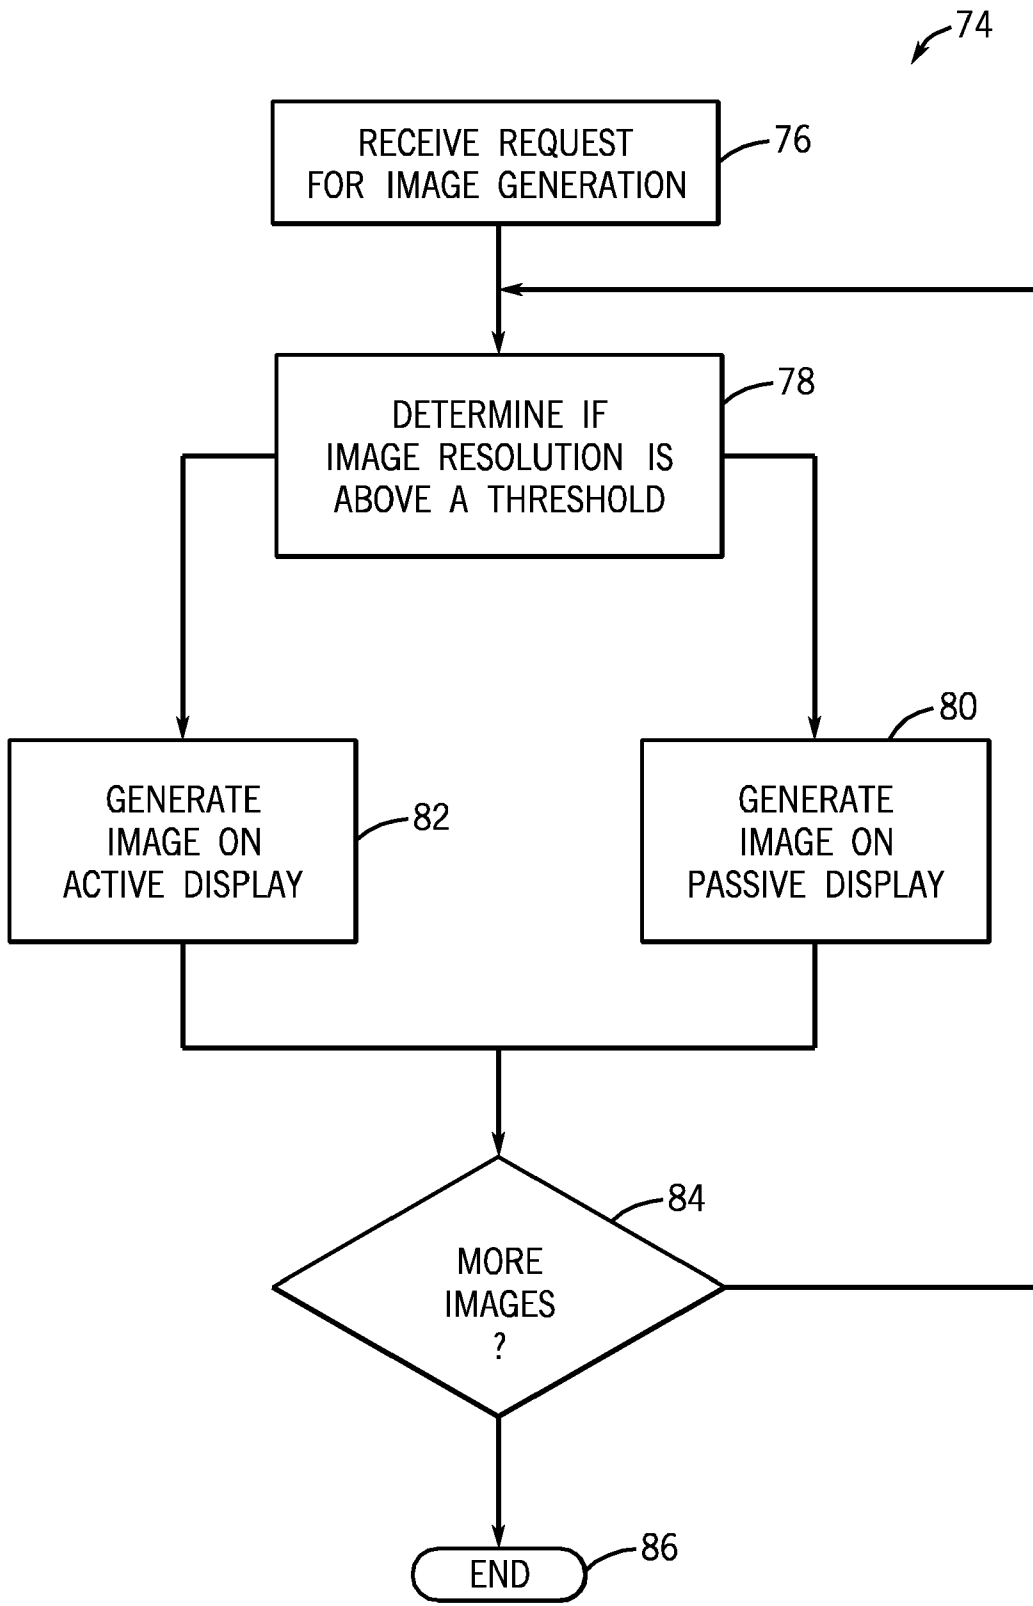 74
RECEIVE REQUEST
FOR IMAGE GENERATION
76
DETERMINE IF
IMAGE RESOLUTION IS
ABOVE A THRESHOLD
78
GENERATE
IMAGE ON
ACTIVE DISPLAY
82
GENERATE
IMAGE ON
PASSIVE DISPLAY
80
MORE
IMAGES
?
84
END
86